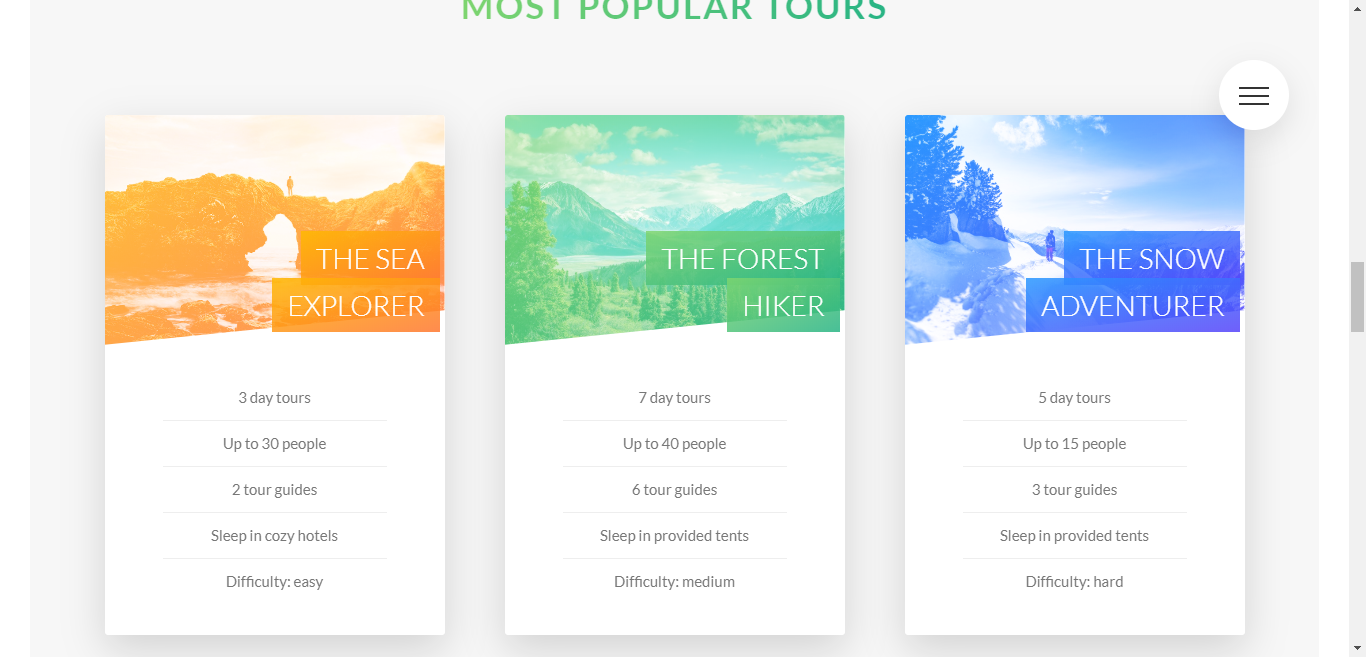 MOST POPULAR TOURS
THE SEA
EXPLORER
3 day tours
Up to 30 people
2 tour guides
Sleep in cozy hotels
Difficulty: easy
THE FOREST
HIKER
7 day tours
Up to 40 people
6 tour guides
Sleep in provided tents
Difficulty: medium
THE SNOW
ADVENTURER
5 day tours
Up to 15 people
3 tour guides
Sleep in provided tents
Difficulty: hard